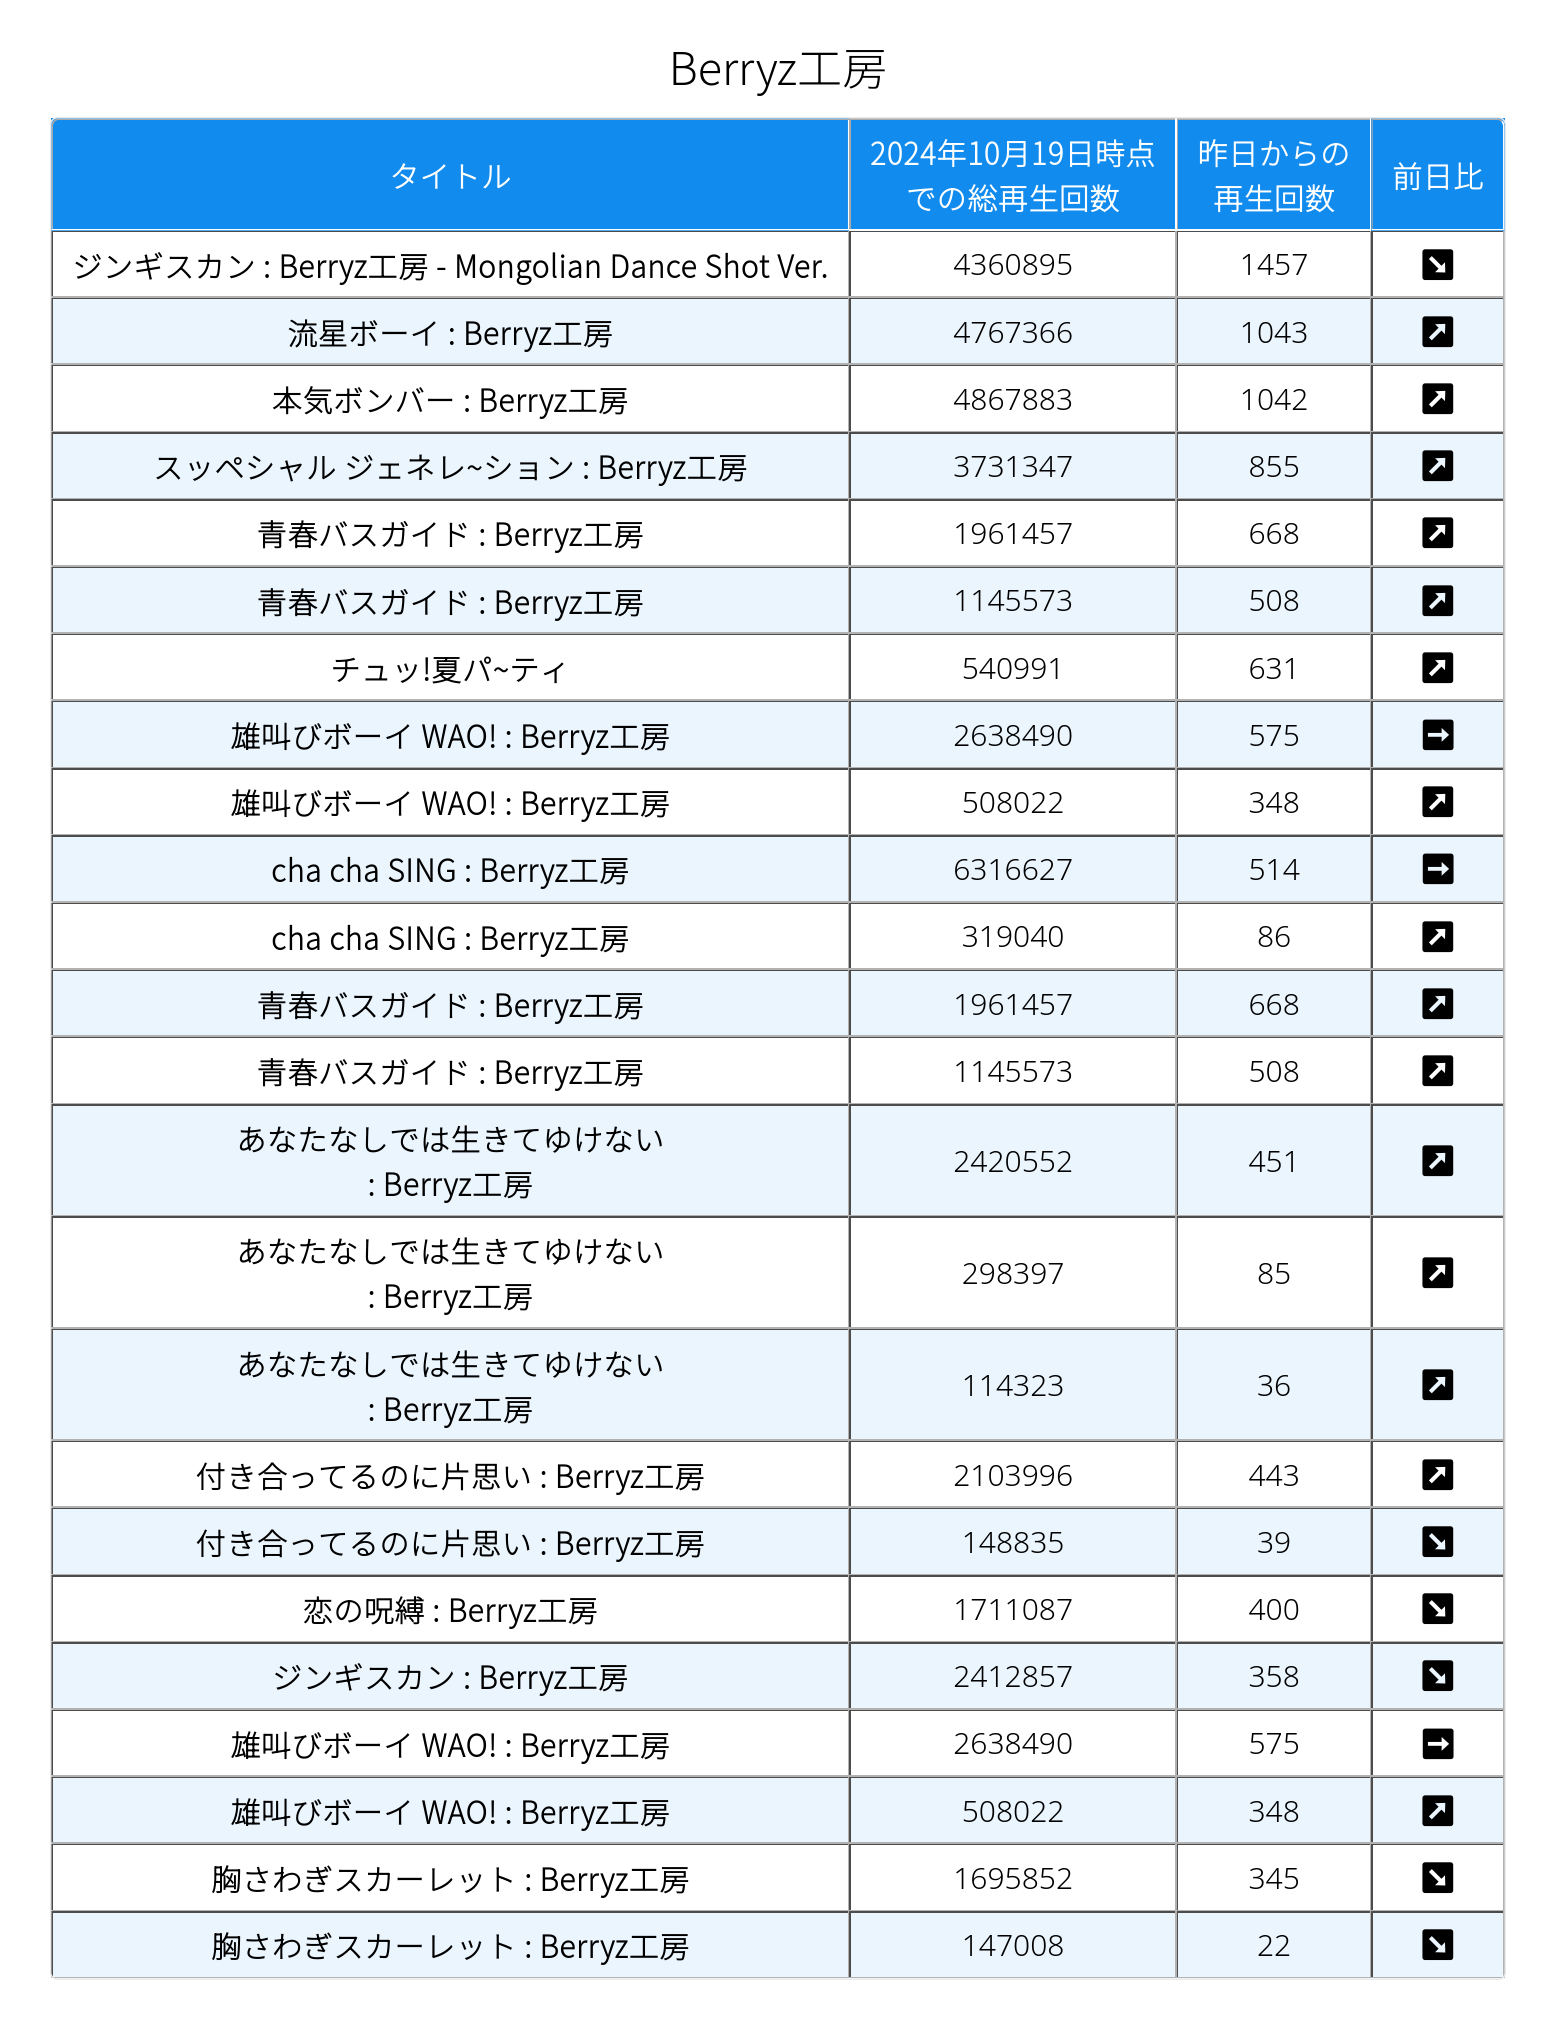 Berryz工房
タイトル
2024年10月19日時点
での総再生回数
昨日からの
再生回数
前日比
ジンギスカン : Berryz工房 - Mongolian Dance Shot Ver. 4360895 1457
流星ボーイ : Berryz工房 4767366 1043
本気ボンバー : Berryz工房 4867883 1042
スッペシャル ジェネレ~ション : Berryz工房 3731347 855
青春バスガイド : Berryz工房 1961457 668
青春バスガイド : Berryz工房 1145573 508
チュッ!夏パ~ティ 540991 631
雄叫びボーイ WAO! : Berryz工房 2638490 575
雄叫びボーイ WAO! : Berryz工房 508022 348
cha cha SING : Berryz工房 6316627 514
cha cha SING : Berryz工房 319040 86
青春バスガイド : Berryz工房 1961457 668
青春バスガイド : Berryz工房 1145573 508
あなたなしでは生きてゆけない
: Berryz工房 2420552 451
あなたなしでは生きてゆけない
: Berryz工房 298397 85
あなたなしでは生きてゆけない
: Berryz工房 114323 36
付き合ってるのに片思い : Berryz工房 2103996 443
付き合ってるのに片思い : Berryz工房 148835 39
恋の呪縛 : Berryz工房 1711087 400
ジンギスカン : Berryz工房 2412857 358
雄叫びボーイ WAO! : Berryz工房 2638490 575
雄叫びボーイ WAO! : Berryz工房 508022 348
胸さわぎスカーレット : Berryz工房 1695852 345
胸さわぎスカーレット : Berryz工房 147008 22